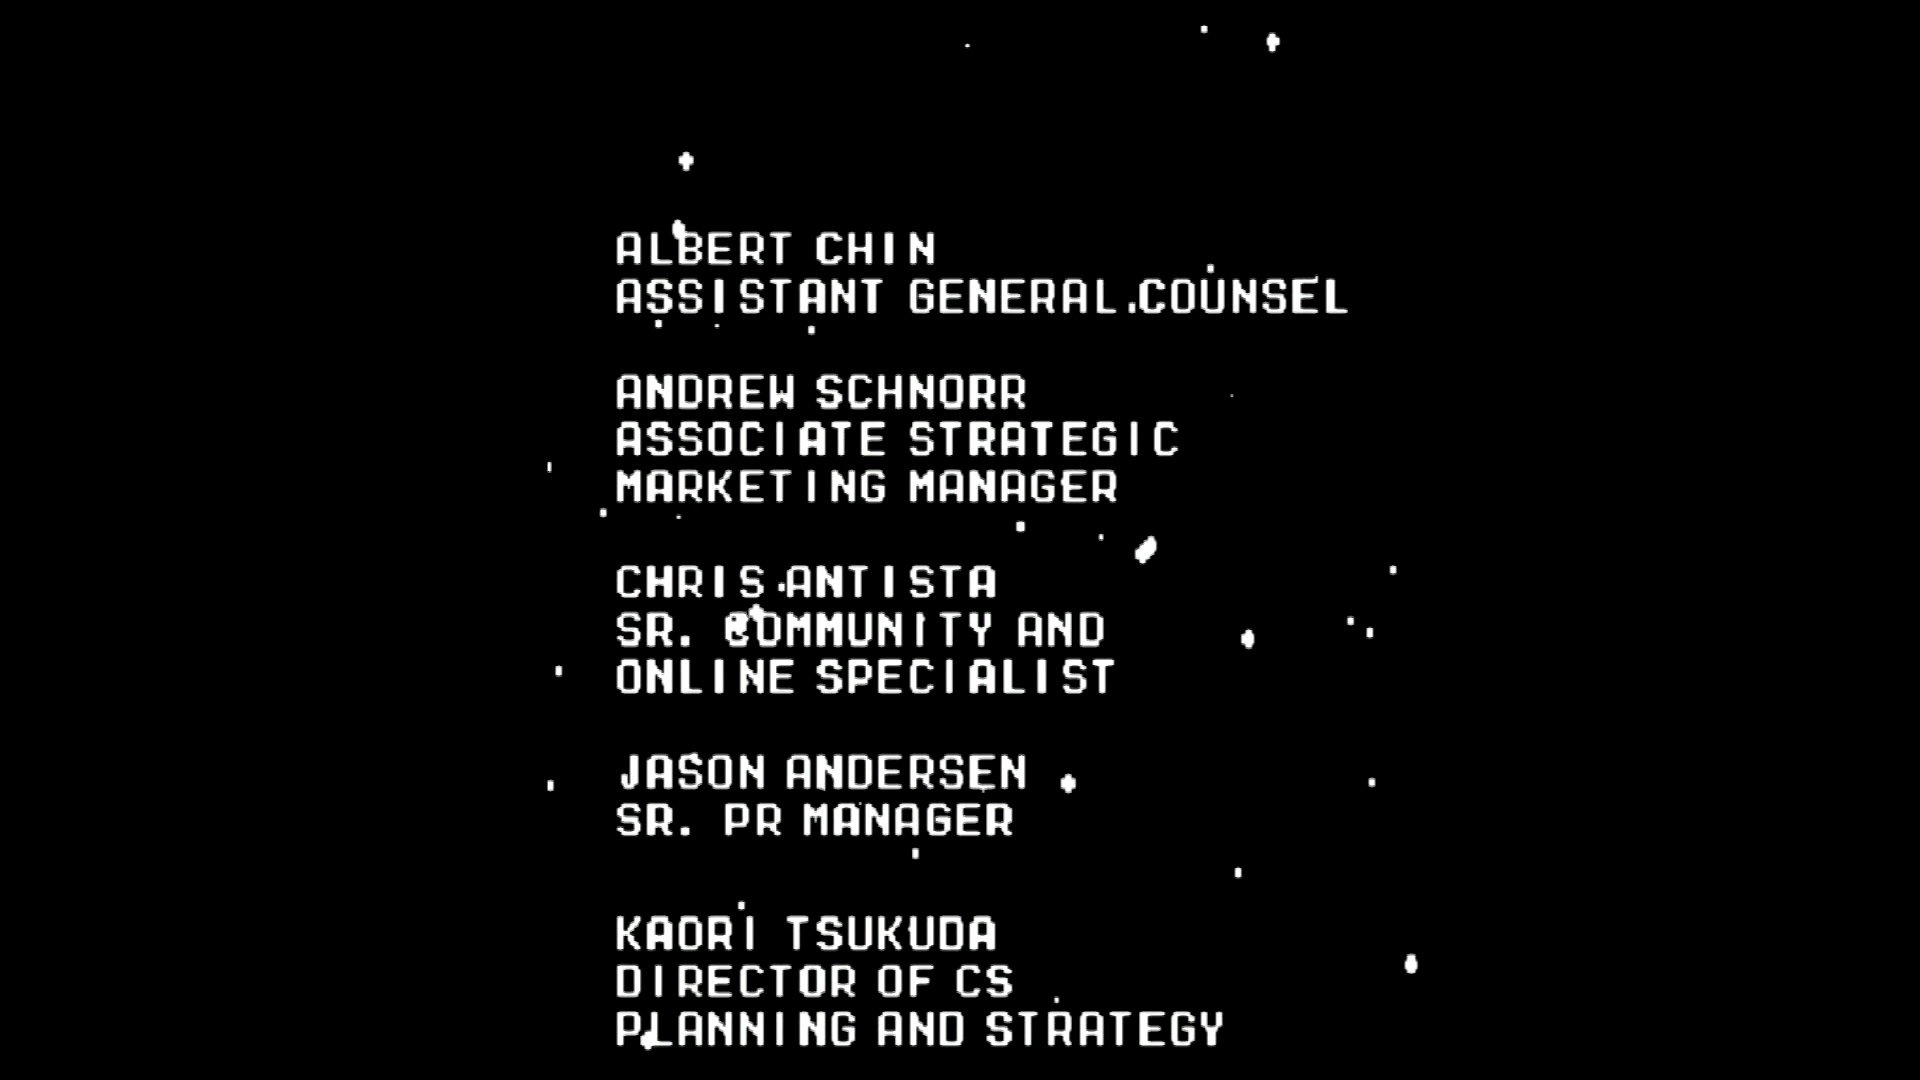 ALBERT CHIN
ASSISTANT GENERAL COUNSEL
ANDREW SCHNORR
ASSOCIATE STRATEGIC
MARKETING MANAGER
CHRIS ANTISTA
SR. COMMUNITY AND
ONLINE SPECIALIST
JASON ANDERSEN
SR. PR MANAGER
KAORI TSUKUDA
DIRECTOR OF CS
PLANNING AND STRATEGY